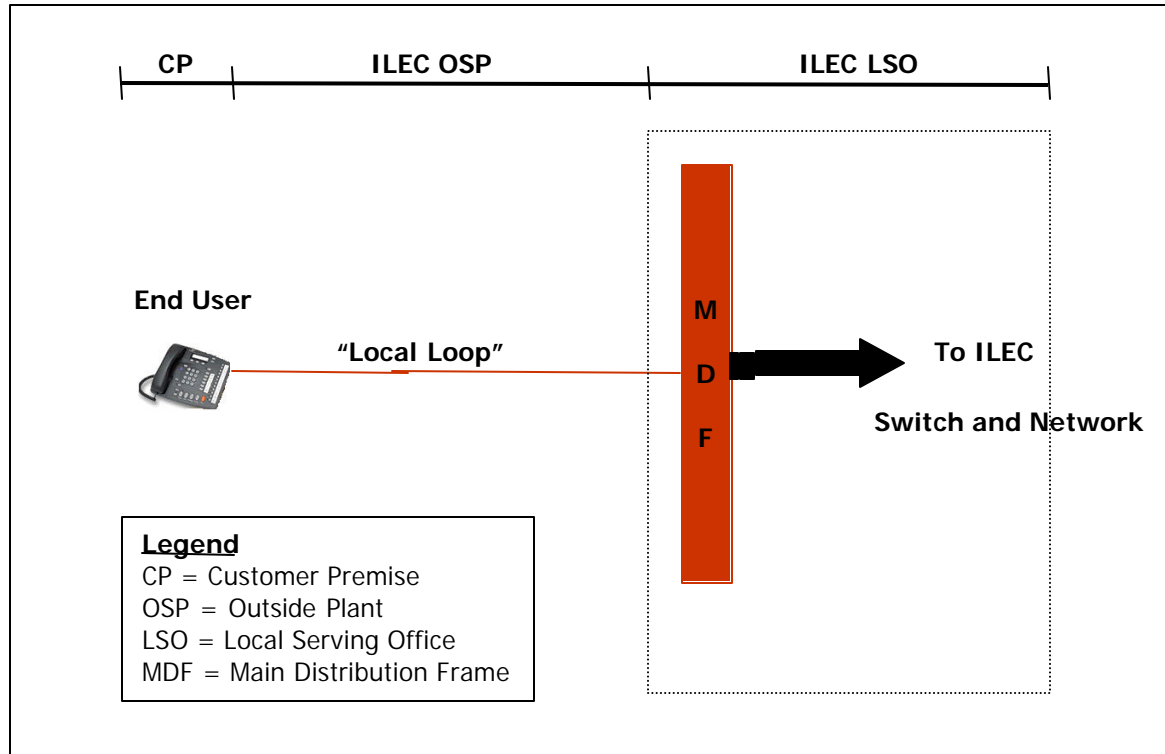 CP ILEC OSP ILEC LSO
End User
“Local Loop”
M
D
F
To ILEC
Switch and Network
Legend
CP = Customer Premise
OSP = Outside Plant
LSO = Local Serving Office
MDF = Main Distribution Frame